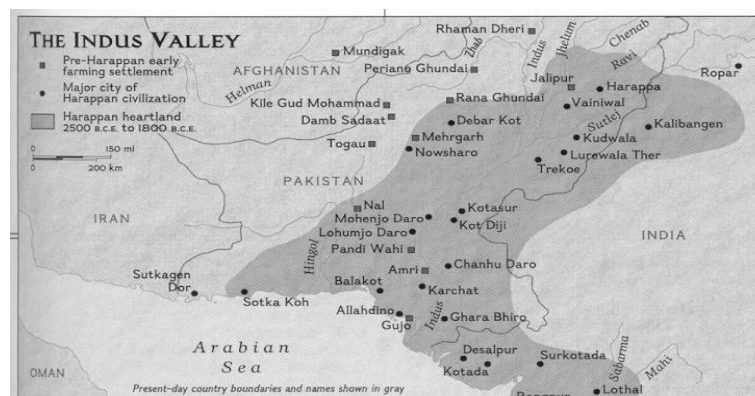 THE INDUS VALLEY
Pre-Harappan early
farming settlement
Major city of
Harappan civilization
Harappan heartland
2500 B.C.E. to 1800 B.C.E.
0 150 mi
0 200 km
Rhaman Dheri
Mundigak
Zhob
Indus
Jhelum
Chenab
Ravi
AFGHANISTAN
Periano Ghundai
Ropar
Helman
Jalipur
Harappa
Kile Gud Mohammad
Rana Ghundai
Vainiwal
Damb Sadaat
Debar Kot
Sutlej
Kalibangen
Mehrgarh
Kudwala
Togau
Nowsharo
Lurewala Ther
Trekoe
PAKISTAN
IRAN
Nal
Kotasur
Mohenjo Daro
Kot Diji
Lohumjo Daro
INDIA
Pandi Wahi
Hingol
Amri
Chanhu Daro
Sutkagen
Dor
Sotka Koh
Balakot
Karchat
Allahdino
Indus
Ghara Bhiro
Gujo
Arabian
Sea
Desalpur
Surkotada
Sabarma
Mahi
Kotada
OMAN
Present-day country boundaries and names shown in gray
Lothal